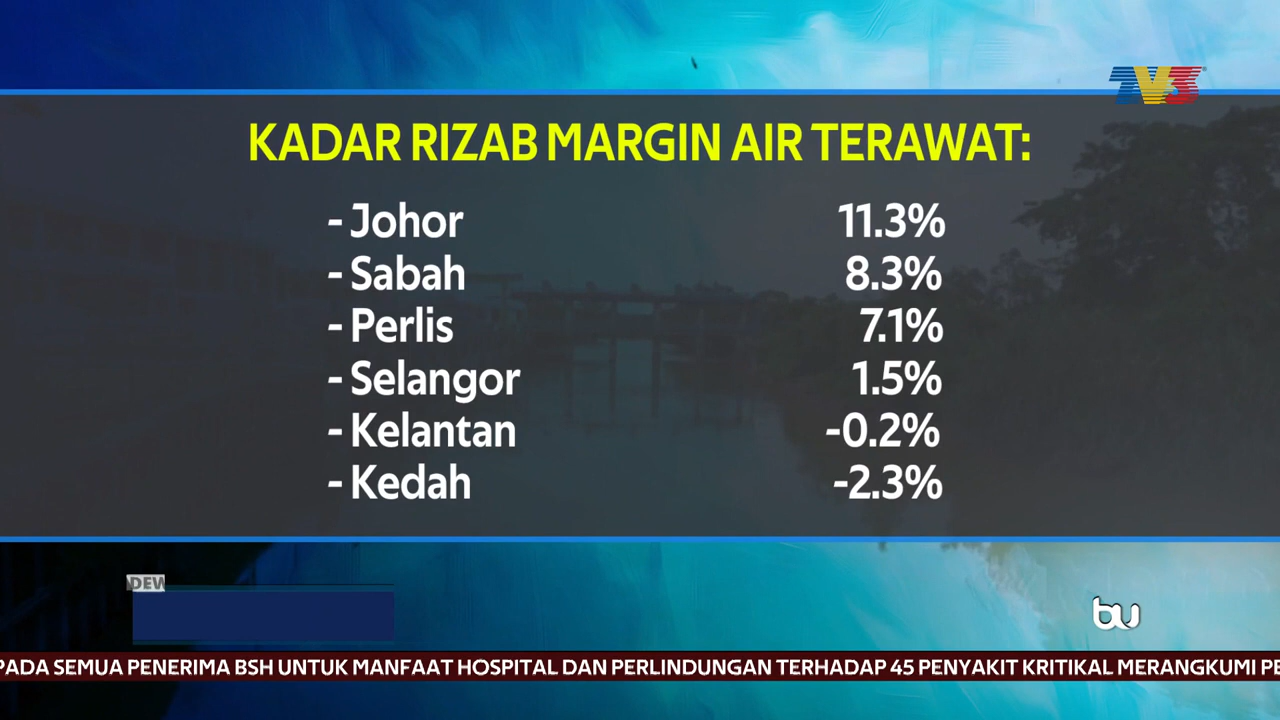 TV3
KADAR RIZAB MARGIN AIR TERAWAT:
- Johor 11.3%
- Sabah 8.3%
- Perlis 7.1%
- Selangor 1.5%
- Kelantan -0.2%
- Kedah -2.3%
DEW
bu
PADA SEMUA PENERIMA BSH UNTUK MANFAAT HOSPITAL DAN PERLINDUNGAN TERHADAP 45 PENYAKIT KRITIKAL MERANGKUMI PE